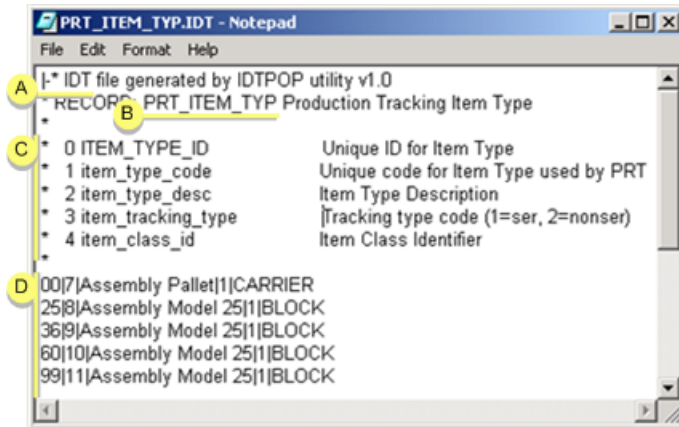 PRT_ITEM_TYP.IDT - Notepad
File Edit Format Help
A
|-* IDT file generated by IDTPOP utility v1.0
B
* RECORD: PRT_ITEM_TYP Production Tracking Item Type
*
C
* 0 ITEM_TYPE_ID Unique ID for Item Type
* 1 item_type_code Unique code for Item Type used by PRT
* 2 item_type_desc Item Type Description
* 3 item_tracking_type Tracking type code (1=ser, 2=nonser)
* 4 item_class_id Item Class Identifier
*
D
00|7|Assembly Pallet|1|CARRIER
25|8|Assembly Model 25|1|BLOCK
36|9|Assembly Model 25|1|BLOCK
60|10|Assembly Model 25|1|BLOCK
99|11|Assembly Model 25|1|BLOCK